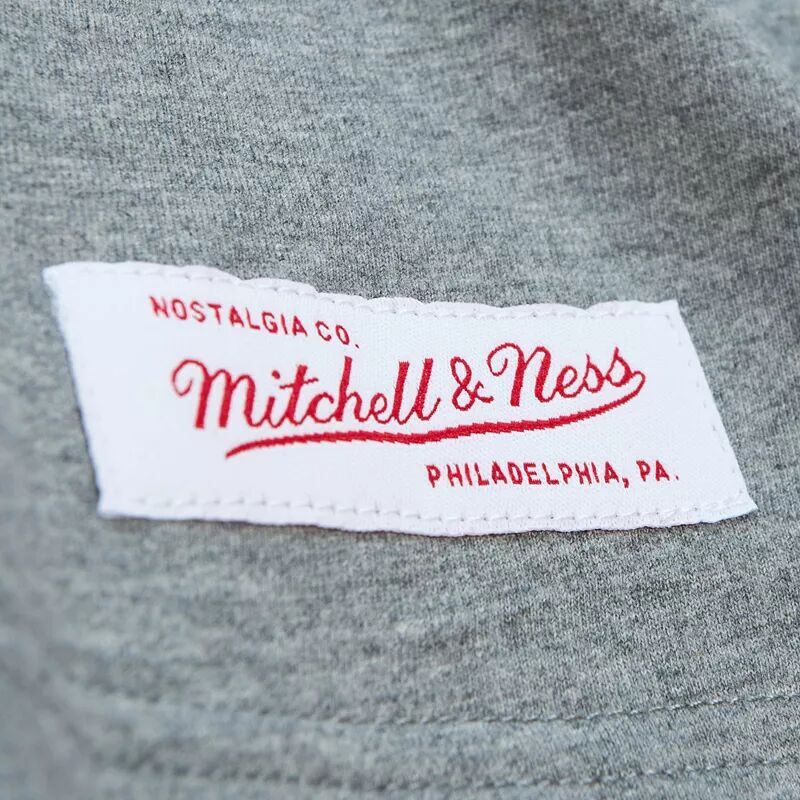 NOSTALGIA CO.
Mitchell & Ness
PHILADELPHIA, PA.